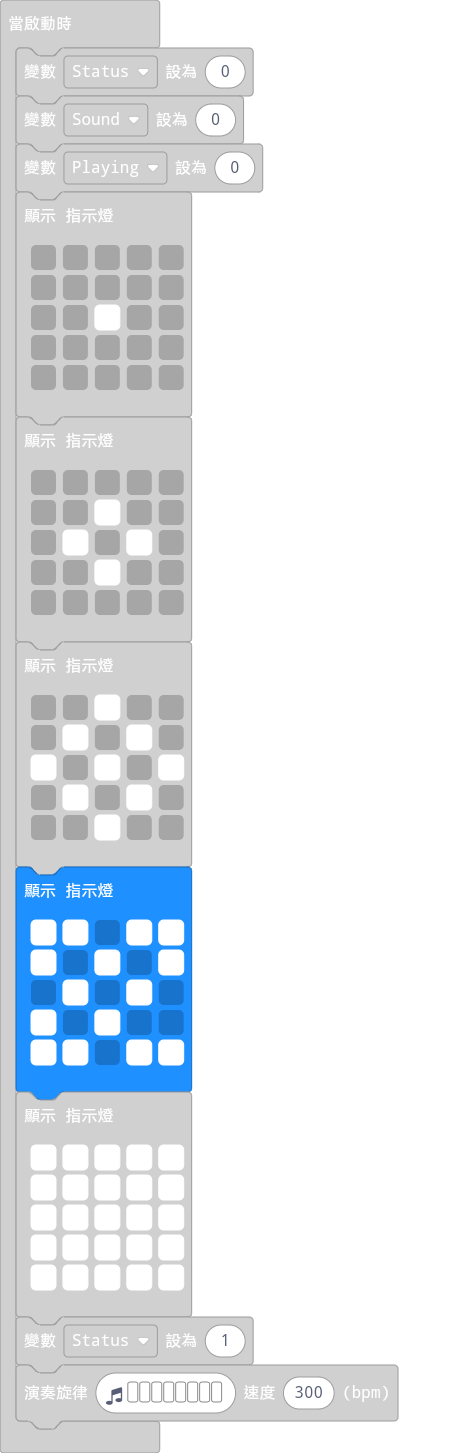 當啟動時
變數 Status 設為 0
變數 Sound 設為 0
變數 Playing 設為 0
顯示 指示燈
顯示 指示燈
顯示 指示燈
顯示 指示燈
顯示 指示燈
變數 Status 設為 1
演奏旋律 速度 300 (bpm)